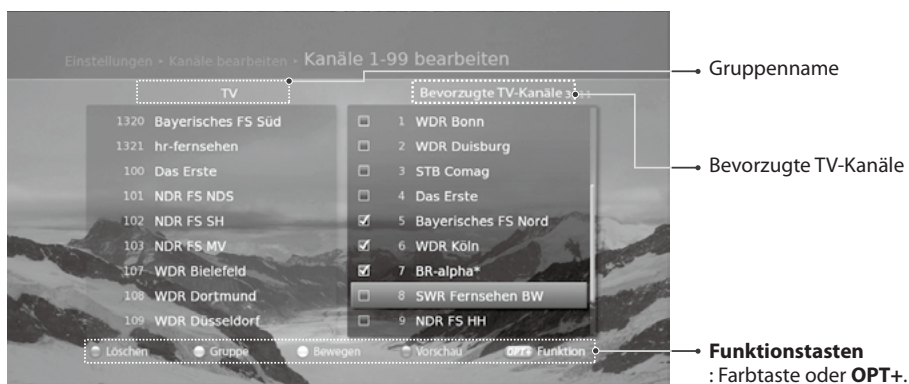 Einstellungen • Kanäle bearbeiten • Kanäle 1-99 bearbeiten
TV
Bevorzugte TV-Kanäle
1320 Bayerisches FS Süd
1321 hr-fernsehen
100 Das Erste
101 NDR FS NDS
102 NDR FS SH
103 NDR FS MV
107 WDR Bielefeld
108 WDR Dortmund
109 WDR Düsseldorf
1 WDR Bonn
2 WDR Duisburg
3 STB Comag
4 Das Erste
5 Bayerisches FS Nord
6 WDR Köln
7 BR-alpha*
8 SWR Fernsehen BW
9 NDR FS HH
Löschen Gruppe Bewegen Vorschau OPT+ Funktion
Gruppenname
Bevorzugte TV-Kanäle
Funktionstasten
: Farbtaste oder OPT+.